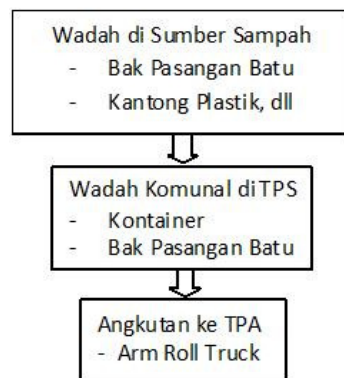 Wadah di Sumber Sampah
- Bak Pasangan Batu
- Kantong Plastik, dll
Wadah Komunal di TPS
- Kontainer
- Bak Pasangan Batu
Angkutan ke TPA
- Arm Roll Truck